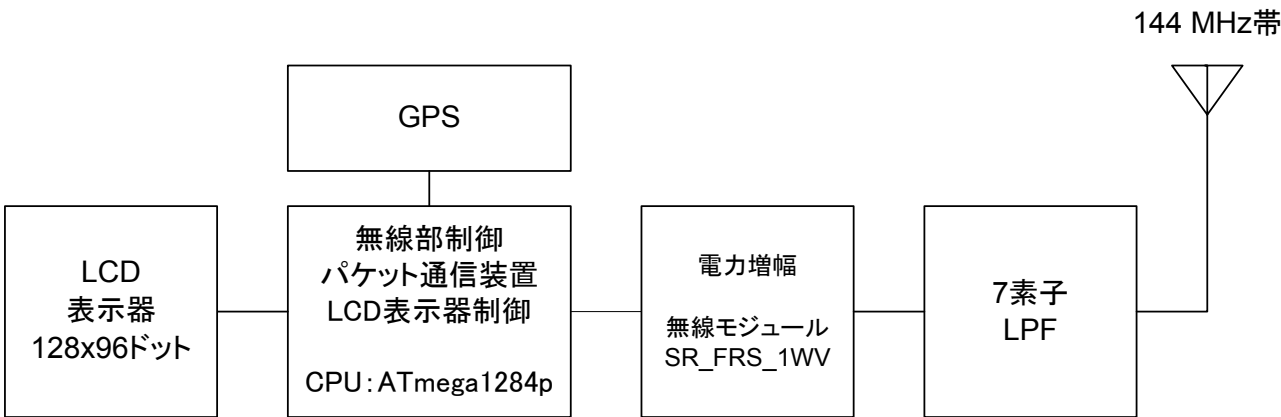 144 MHz帯
GPS
LCD
表示器
128x96ドット
無線部制御
パケット通信装置
LCD表示器制御
CPU：ATmega1284p
電力増幅
無線モジュール
SR_FRS_1WV
7素子
LPF